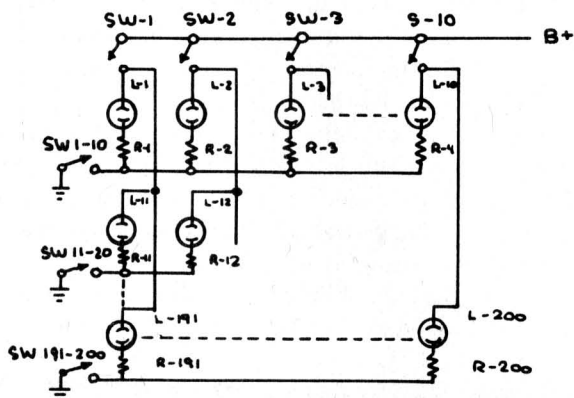 SW-1 SW-2 SW-3 S-10
B+
L-1 L-2 L-3 L-10
SW 1-10 R-1 R-2 R-3 R-4
L-11 L-12
SW 11-20 R-11 R-12
L-191 L-200
SW 191-200 R-191 R-200